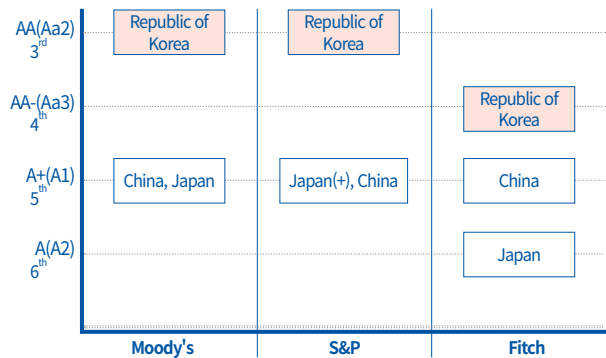 AA(Aa2)
3rd
Republic of
Korea
Republic of
Korea
AA-(Aa3)
4th
Republic of
Korea
A+(A1)
5th
China, Japan
Japan(+), China
China
A(A2)
6th
Japan
Moody's
S&P
Fitch